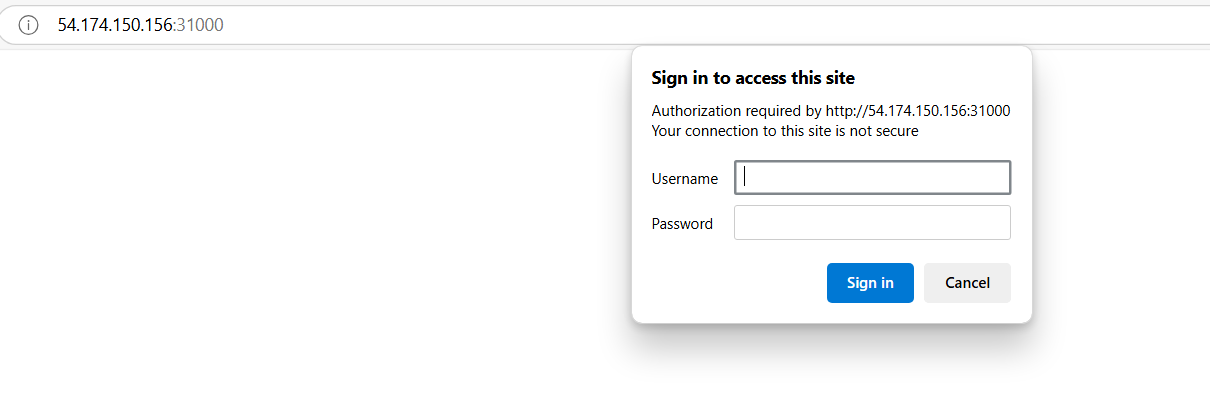 54.174.150.156:31000
Sign in to access this site
Authorization required by http://54.174.150.156:31000
Your connection to this site is not secure
Username
Password
Sign in
Cancel